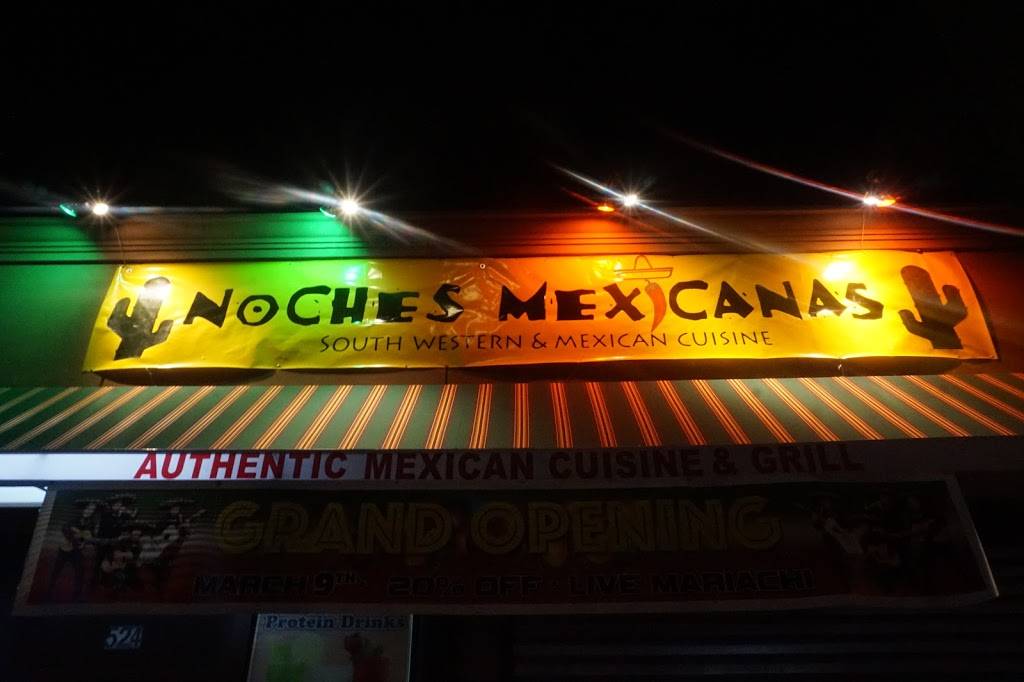 NOCHES MEXICANAS
SOUTH WESTERN & MEXICAN CUISINE
AUTHENTIC MEXICAN CUISINE & GRILL
GRAND OPENING
MARCH 9TH 20% OFF LIVE MARIACHI
Protein Drinks
524